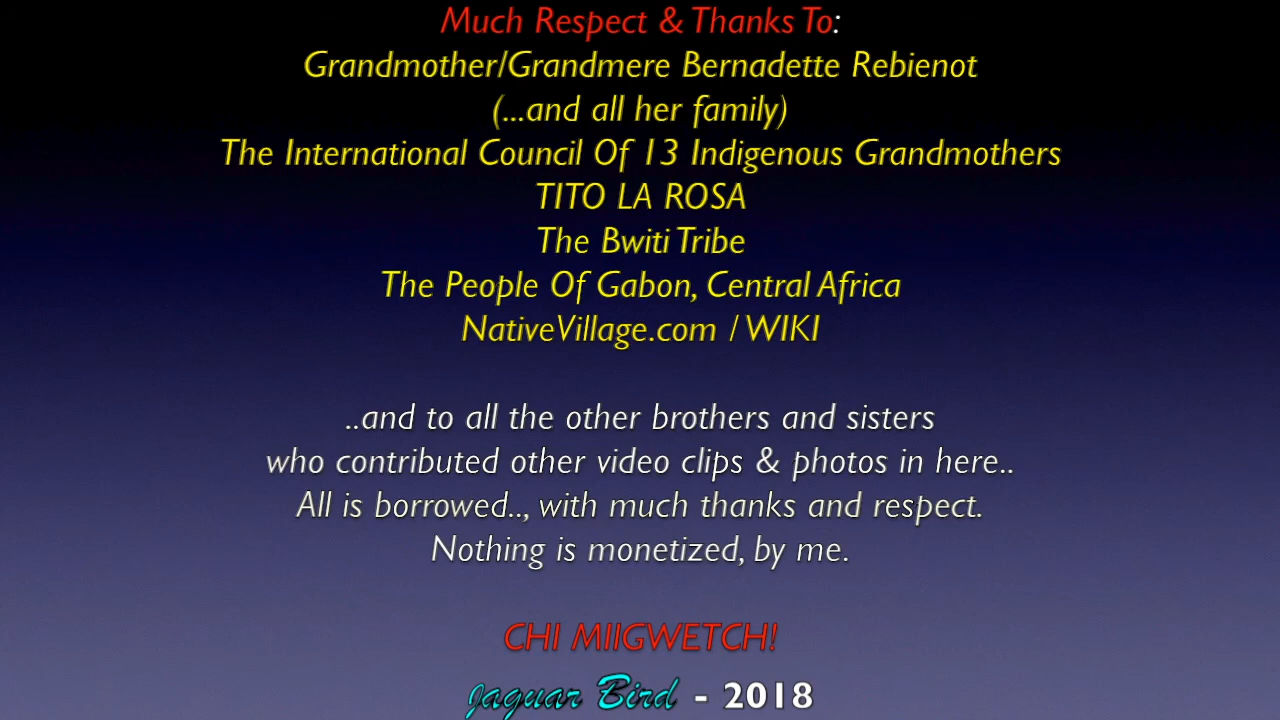 Much Respect & Thanks To:
Grandmother/Grandmere Bernadette Rebienot
(...and all her family)
The International Council Of 13 Indigenous Grandmothers
TITO LA ROSA
The Bwiti Tribe
The People Of Gabon, Central Africa
NativeVillage.com / WIKI
..and to all the other brothers and sisters
who contributed other video clips & photos in here..
All is borrowed.., with much thanks and respect.
Nothing is monetized, by me.
CHI MIIGWETCH!
Jaguar Bird - 2018